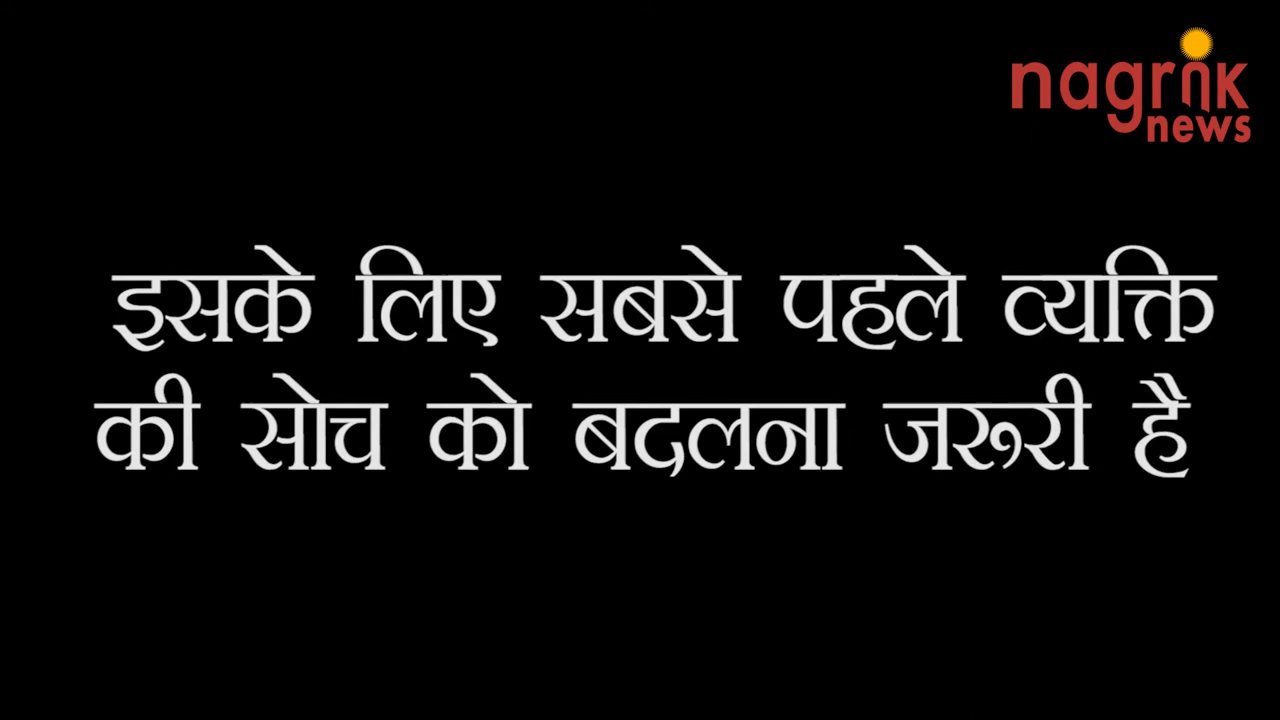 nagrik
news
इसके लिए सबसे पहले व्यक्ति
की सोच को बदलना जरूरी है